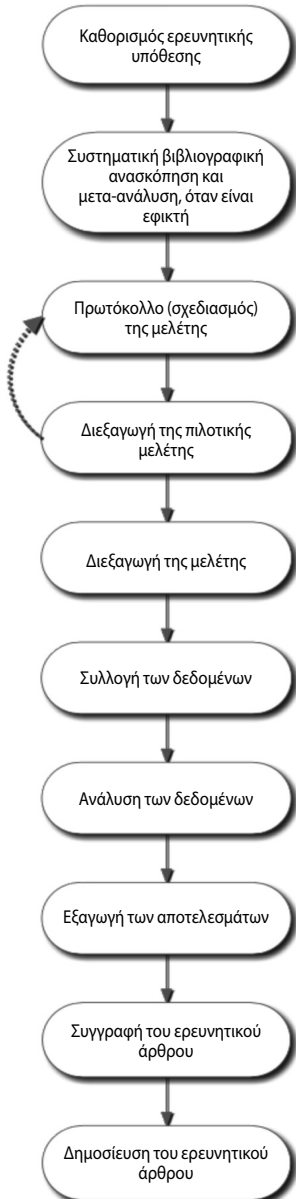 Καθορισμός ερευνητικής
υπόθεσης
Συστηματική βιβλιογραφική
ανασκόπηση και
μετα-ανάλυση, όταν είναι
εφικτή
Πρωτόκολλο (σχεδιασμός)
της μελέτης
Διεξαγωγή της πιλοτικής
μελέτης
Διεξαγωγή της μελέτης
Συλλογή των δεδομένων
Ανάλυση των δεδομένων
Εξαγωγή των αποτελεσμάτων
Συγγραφή του ερευνητικού
άρθρου
Δημοσίευση του ερευνητικού
άρθρου